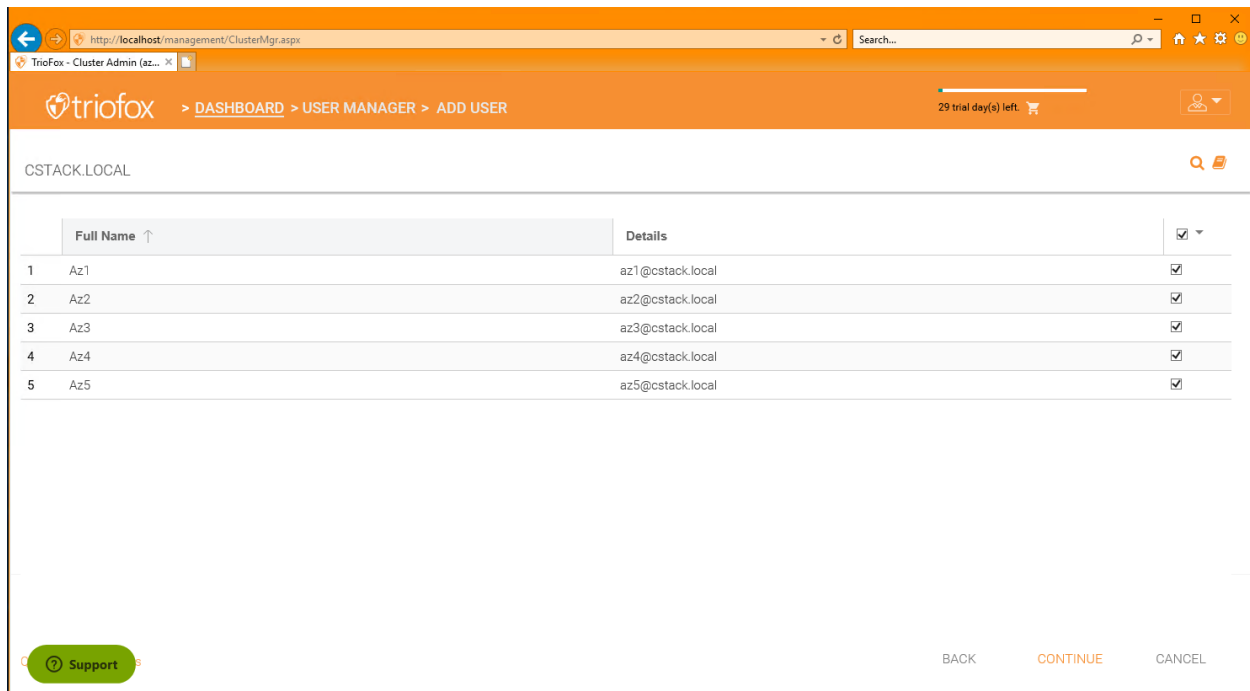 http://localhost/management/ClusterMgr.aspx
Search...
TrioFox - Cluster Admin (az...
triofox > DASHBOARD > USER MANAGER > ADD USER
29 trial day(s) left.
CSTACK.LOCAL
Full Name ↑ Details
1 Az1 az1@cstack.local
2 Az2 az2@cstack.local
3 Az3 az3@cstack.local
4 Az4 az4@cstack.local
5 Az5 az5@cstack.local
Support
BACK CONTINUE CANCEL